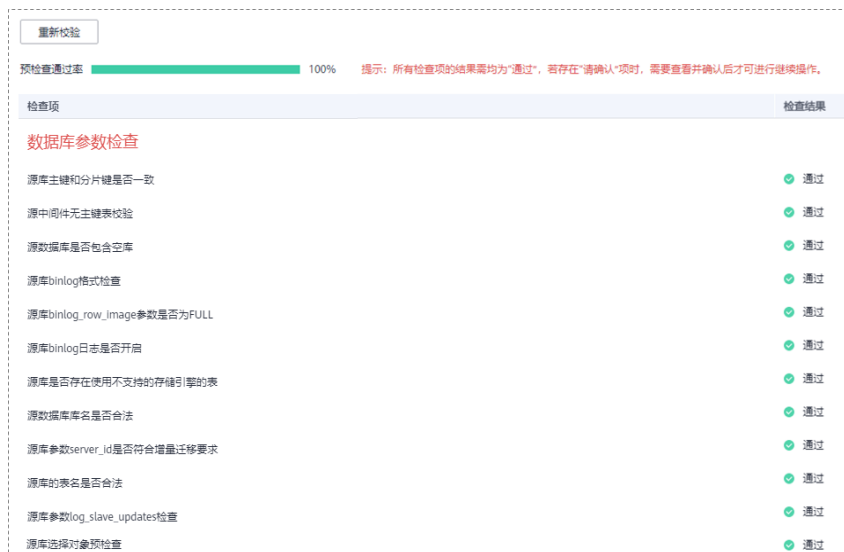 重新校验
预检查通过率 100% 提示：所有检查项的结果需均为“通过”，若存在“请确认”项时，需要查看并确认后才可进行继续操作。
检查项 检查结果
数据库参数检查
源库主键和分片键是否一致 通过
源中间件无主键表校验 通过
源数据库是否包含空库 通过
源库binlog格式检查 通过
源库binlog_row_image参数是否为FULL 通过
源库binlog日志是否开启 通过
源库是否存在使用不支持的存储引擎的表 通过
源数据库库名是否合法 通过
源库参数server_id是否符合增量迁移要求 通过
源库的表名是否合法 通过
源库参数log_slave_updates检查 通过
源库选择对象预检查 通过